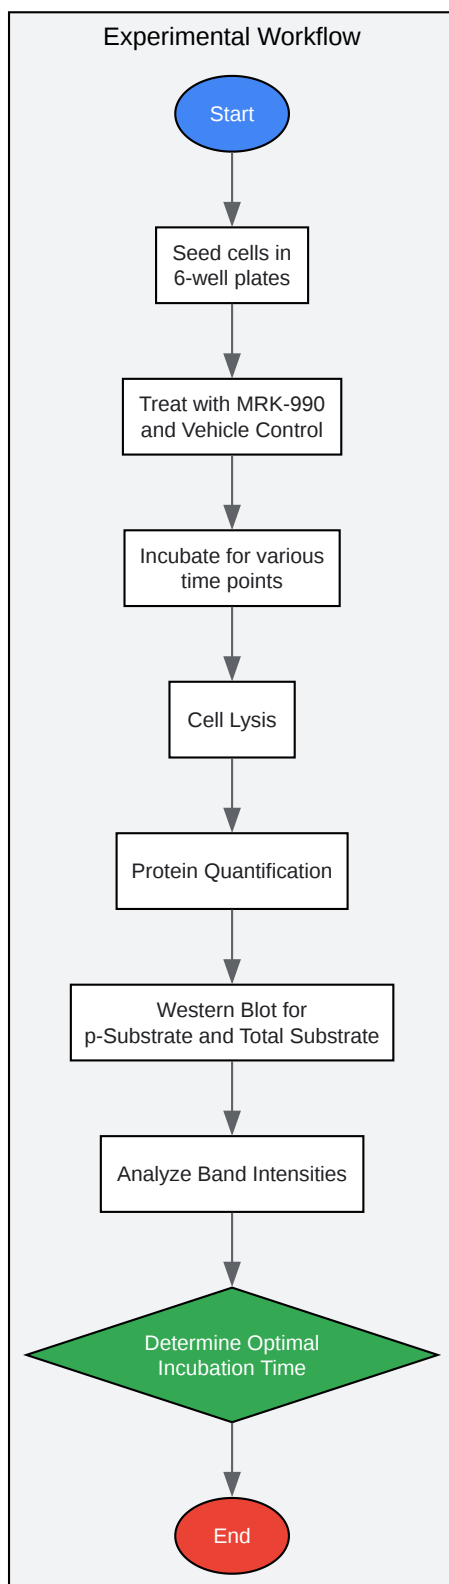 Experimental Workflow
Start
Seed cells in
6-well plates
Treat with MRK-990
and Vehicle Control
Incubate for various
time points
Cell Lysis
Protein Quantification
Western Blot for
p-Substrate and Total Substrate
Analyze Band Intensities
Determine Optimal
Incubation Time
End